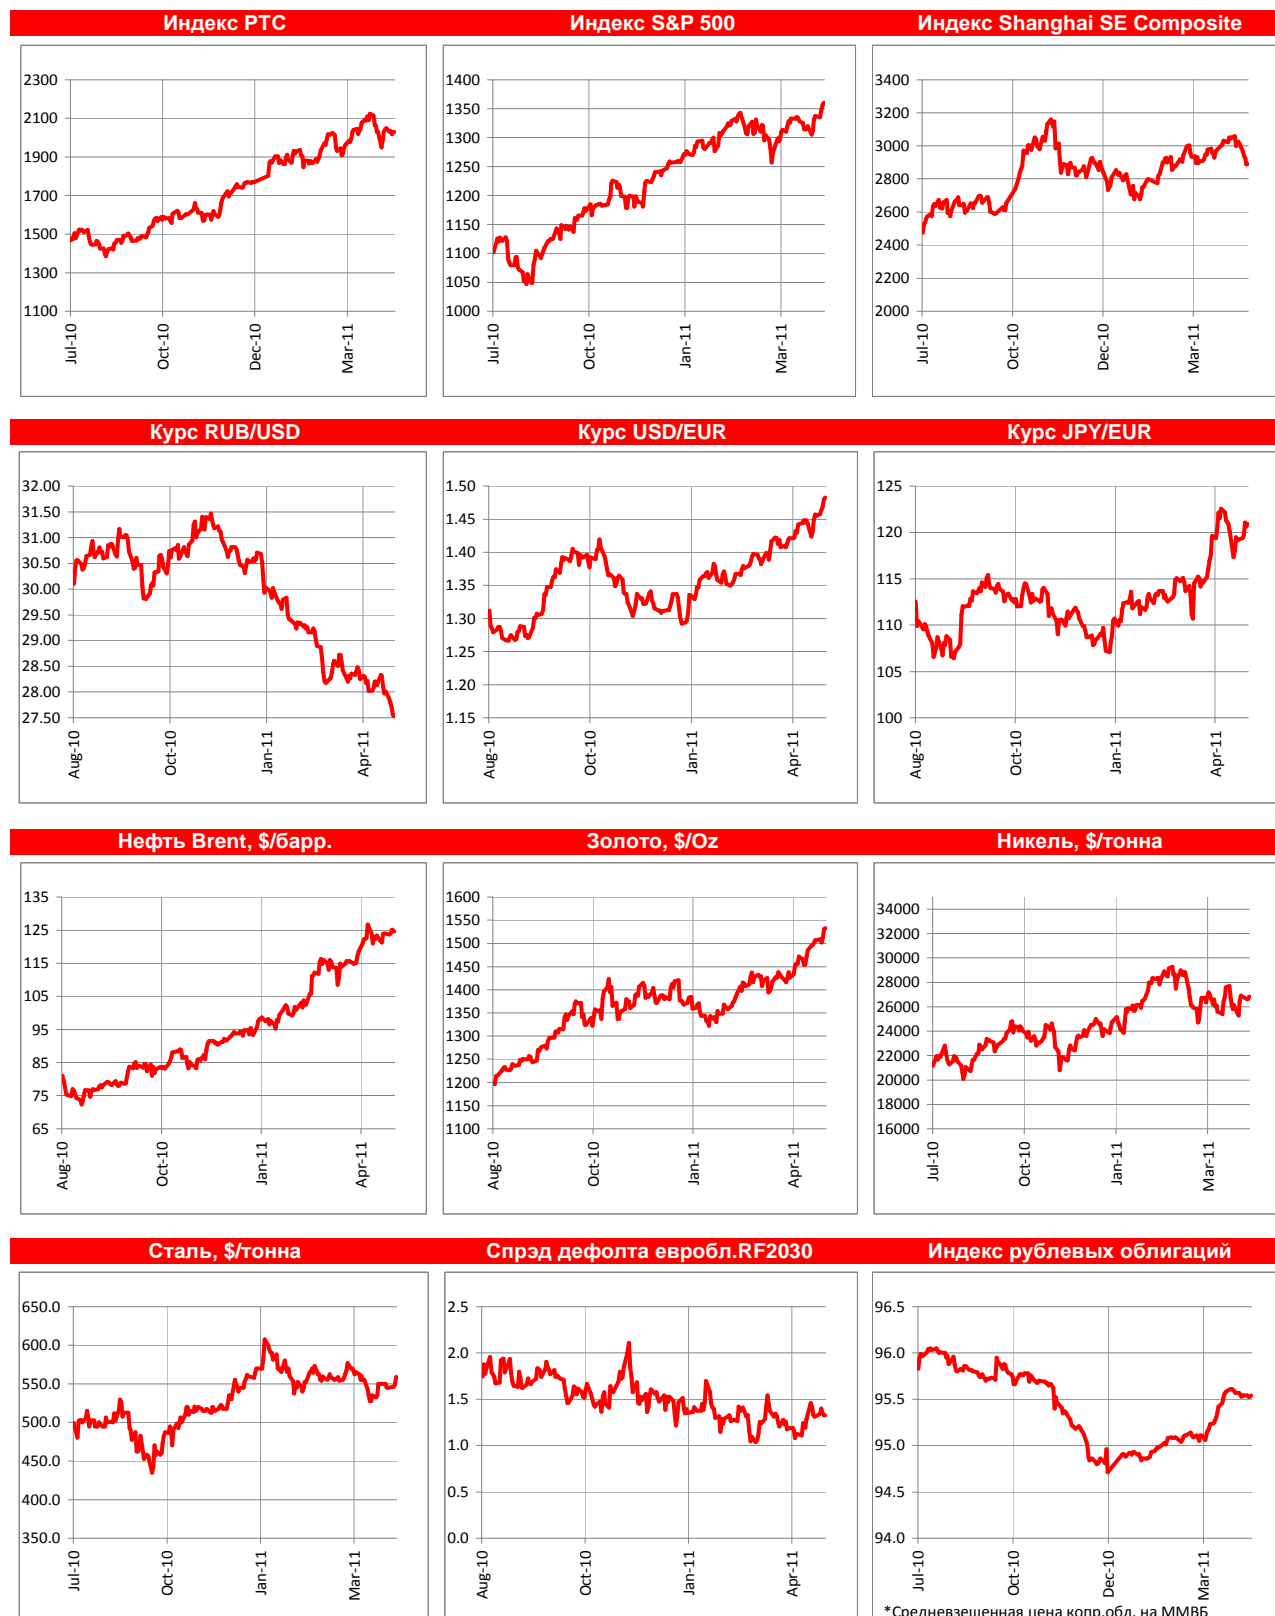 Индекс РТС
Индекс S&P 500
Индекс Shanghai SE Composite
2300
2100
1900
1700
1500
1300
1100
Jul-10
Oct-10
Dec-10
Mar-11
1400
1350
1300
1250
1200
1150
1100
1050
1000
Jul-10
Oct-10
Jan-11
Mar-11
3400
3200
3000
2800
2600
2400
2200
2000
Jul-10
Oct-10
Dec-10
Mar-11
Курс RUB/USD
Курс USD/EUR
Курс JPY/EUR
32.00
31.50
31.00
30.50
30.00
29.50
29.00
28.50
28.00
27.50
Aug-10
Oct-10
Jan-11
Apr-11
1.50
1.45
1.40
1.35
1.30
1.25
1.20
1.15
Aug-10
Oct-10
Jan-11
Apr-11
125
120
115
110
105
100
Aug-10
Oct-10
Jan-11
Apr-11
Нефть Brent, $/барр.
Золото, $/Oz
Никель, $/тонна
135
125
115
105
95
85
75
65
Aug-10
Oct-10
Jan-11
Apr-11
1600
1550
1500
1450
1400
1350
1300
1250
1200
1150
1100
Aug-10
Oct-10
Jan-11
Apr-11
34000
32000
30000
28000
26000
24000
22000
20000
18000
16000
Jul-10
Oct-10
Jan-11
Mar-11
Сталь, $/тонна
Спрэд дефолта евробл.RF2030
Индекс рублевых облигаций
650.0
600.0
550.0
500.0
450.0
400.0
350.0
Jul-10
Oct-10
Jan-11
Mar-11
2.5
2.0
1.5
1.0
0.5
0.0
Aug-10
Oct-10
Jan-11
Apr-11
96.5
96.0
95.5
95.0
94.5
94.0
Jul-10
Oct-10
Dec-10
Mar-11
*Средневзешенная цена копр.обл. на ММВБ